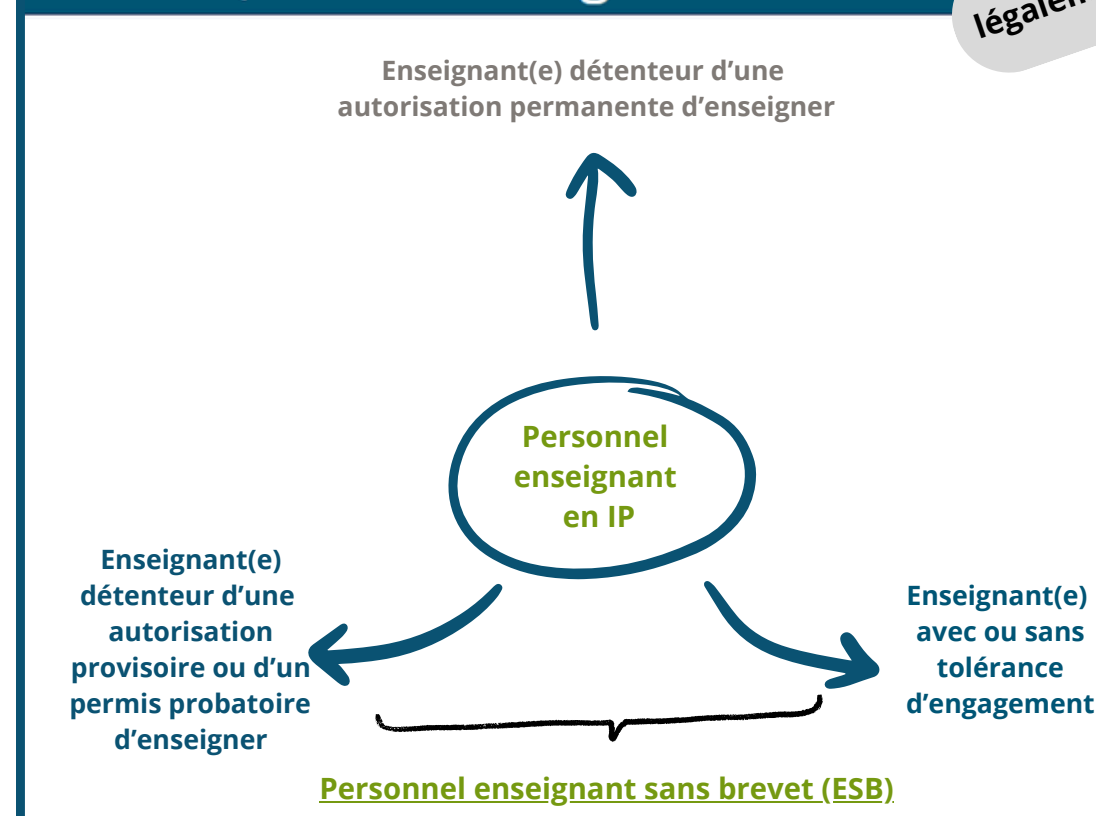 Enseignant(e) détenteur d’une
autorisation permanente d’enseigner
Personnel
enseignant
en IP
Enseignant(e)
détenteur d’une
autorisation
provisoire ou d’un
permis probatoire
d’enseigner
Enseignant(e)
avec ou sans
tolérance
d’engagement
Personnel enseignant sans brevet (ESB)